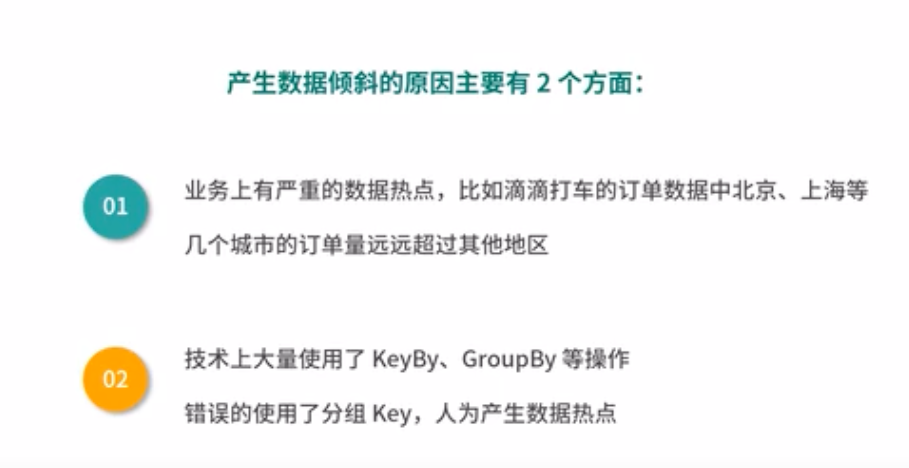 产生数据倾斜的原因主要有 2 个方面：
01
业务上有严重的数据热点，比如滴滴打车的订单数据中北京、上海等
几个城市的订单量远远超过其他地区
02
技术上大量使用了 KeyBy、GroupBy 等操作
错误的使用了分组 Key，人为产生数据热点